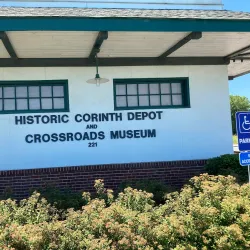 HISTORIC CORINTH DEPOT
AND
CROSSROADS MUSEUM
221